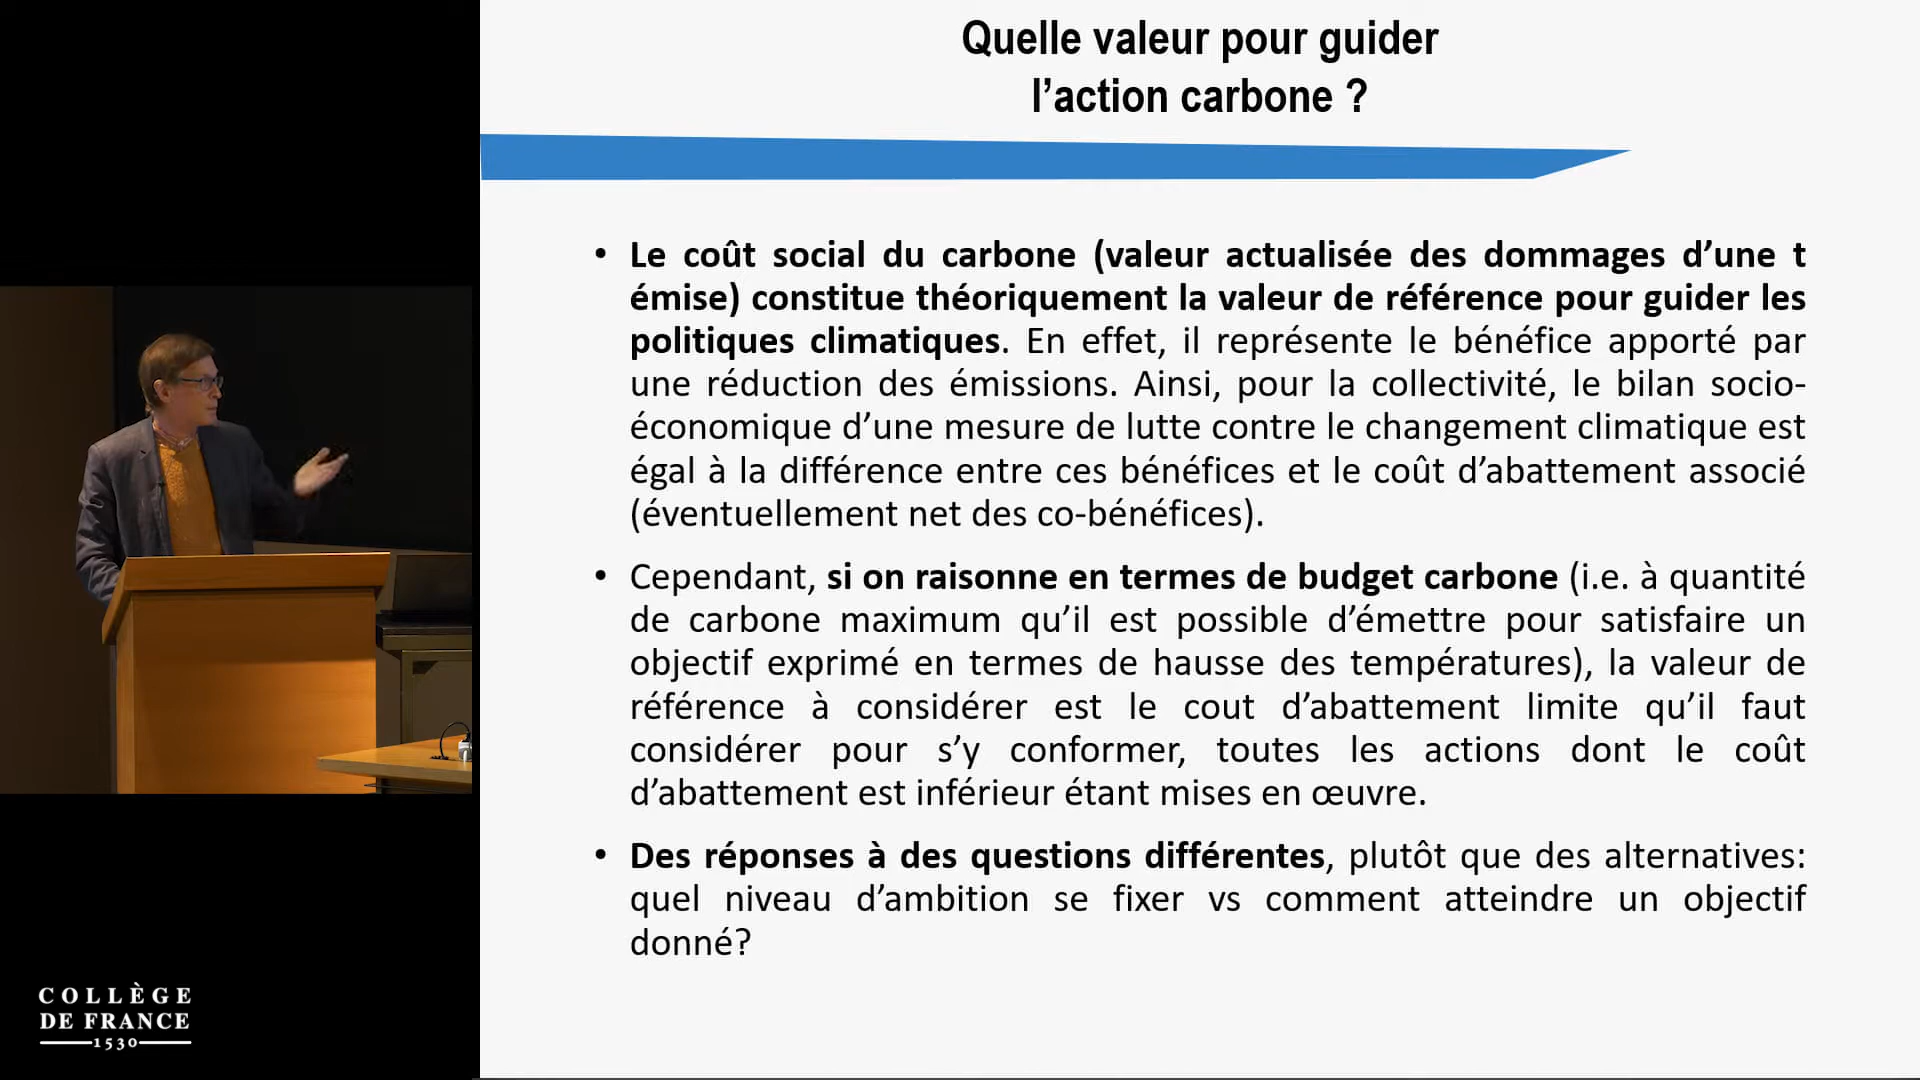 Quelle valeur pour guider
l’action carbone ?
• Le coût social du carbone (valeur actualisée des dommages d’une t
émise) constitue théoriquement la valeur de référence pour guider les
politiques climatiques. En effet, il représente le bénéfice apporté par
une réduction des émissions. Ainsi, pour la collectivité, le bilan socio-
économique d’une mesure de lutte contre le changement climatique est
égal à la différence entre ces bénéfices et le coût d’abattement associé
(éventuellement net des co-bénéfices).
• Cependant, si on raisonne en termes de budget carbone (i.e. à quantité
de carbone maximum qu’il est possible d’émettre pour satisfaire un
objectif exprimé en termes de hausse des températures), la valeur de
référence à considérer est le cout d’abattement limite qu’il faut
considérer pour s’y conformer, toutes les actions dont le coût
d’abattement est inférieur étant mises en œuvre.
• Des réponses à des questions différentes, plutôt que des alternatives:
quel niveau d’ambition se fixer vs comment atteindre un objectif
donné?
COLLÈGE
DE FRANCE
1530